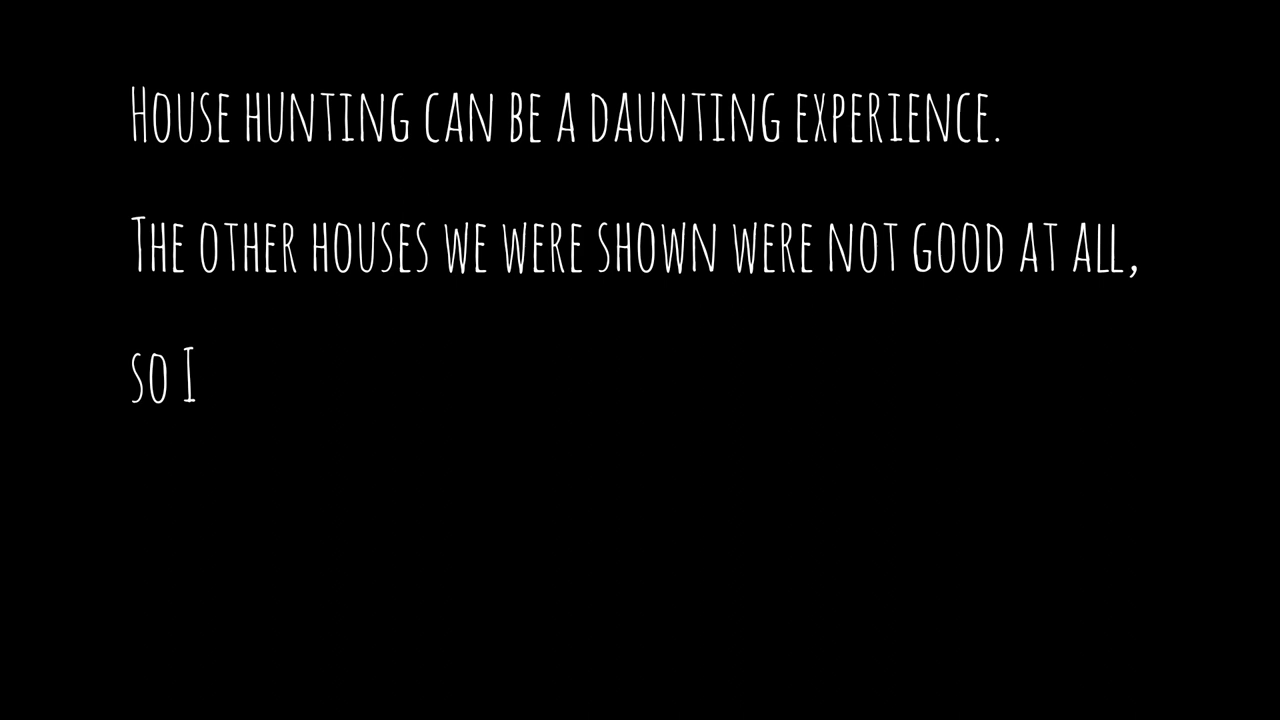 House hunting can be a daunting experience.
The other houses we were shown were not good at all,
so I